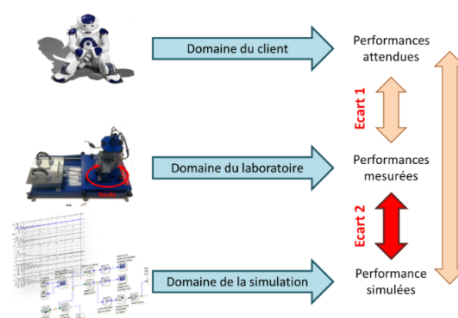 Domaine du client
Performances
attendues
Ecart 1
Domaine du laboratoire
Performances
mesurées
Ecart 2
Domaine de la simulation
Performance
simulées